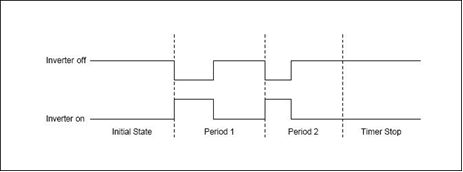 Inverter off
Inverter on
Initial State
Period 1
Period 2
Timer Stop